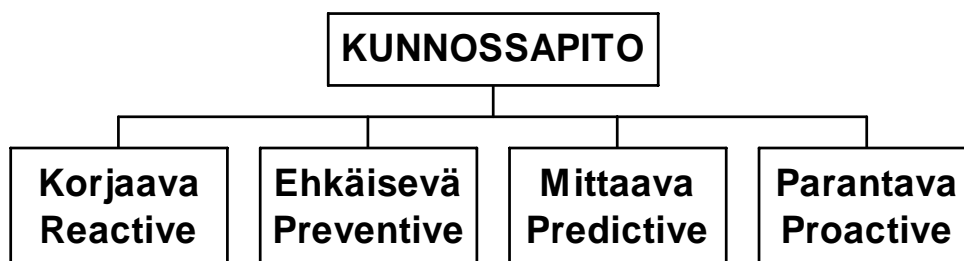 KUNNOSSAPITO
Korjaava
Reactive
Ehkäisevä
Preventive
Mittaava
Predictive
Parantava
Proactive